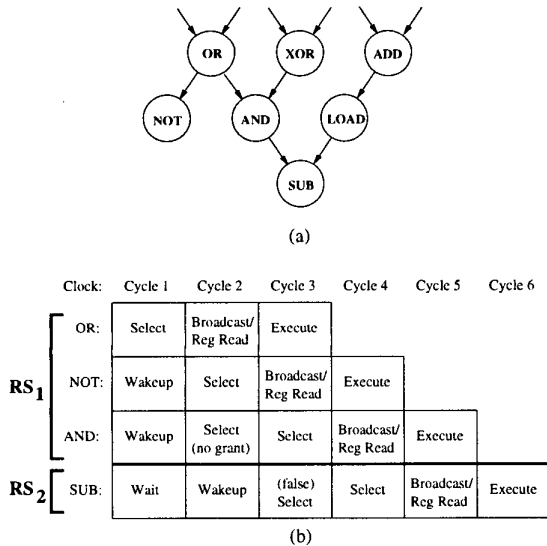 OR XOR ADD
NOT AND LOAD
SUB
(a)
Clock: Cycle 1 Cycle 2 Cycle 3 Cycle 4 Cycle 5 Cycle 6
OR: Select Broadcast/ Reg Read Execute
RS1 NOT: Wakeup Select Broadcast/ Reg Read Execute
AND: Wakeup Select (no grant) Select Broadcast/ Reg Read Execute
RS2 SUB: Wait Wakeup (false) Select Select Broadcast/ Reg Read Execute
(b)